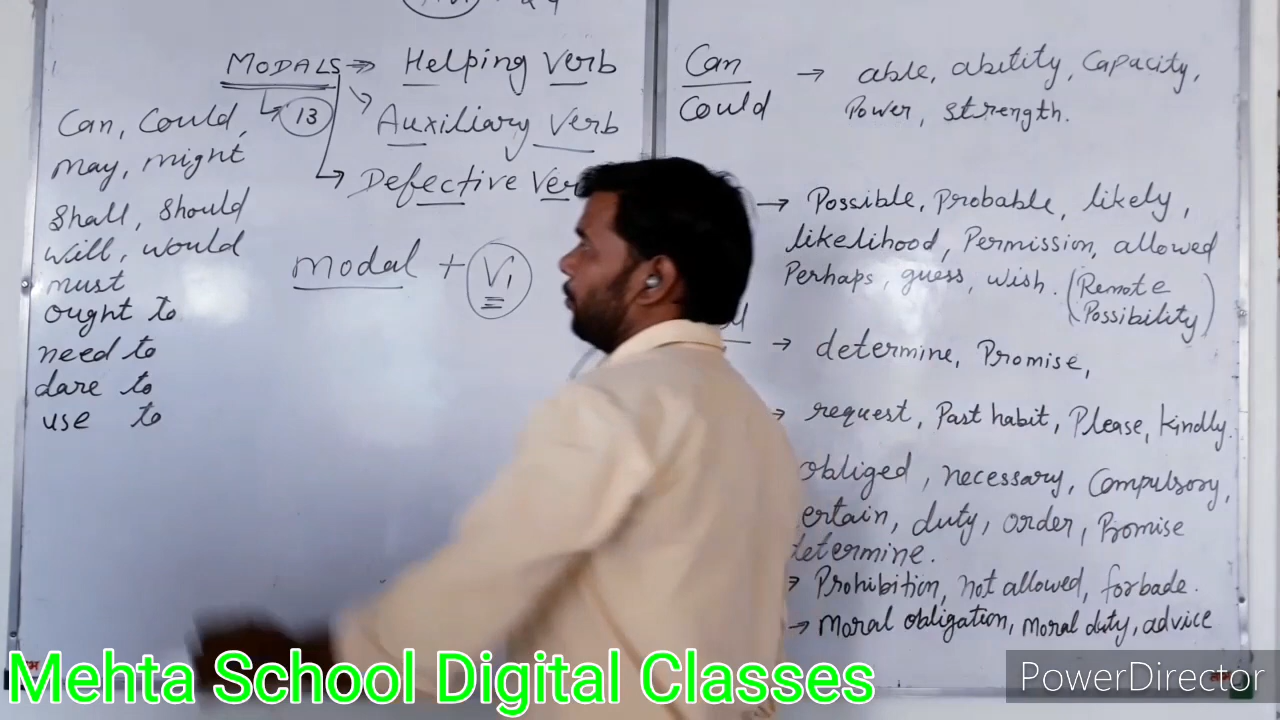 MODALS → Helping Verb
13
Auxiliary Verb
Defective
Can, Could,
may, might
Shall, Should
will, would
must
ought to
need to
dare to
use to
modal + V1
Can
Could
→ able, ability, Capacity,
Power, Strength.
→ Possible, Probable, likely,
likelihood, Permission, allowed
Perhaps, guess, wish. (Remote
Possibility)
→ determine, Promise,
→ request, Past habit, Please, kindly.
obliged, necessary, Compulsory,
ertain, duty, order, Promise
determine.
→ Prohibition, not allowed, forbade.
→ moral obligation, moral duty, advice
Mehta School Digital Classes
PowerDirector